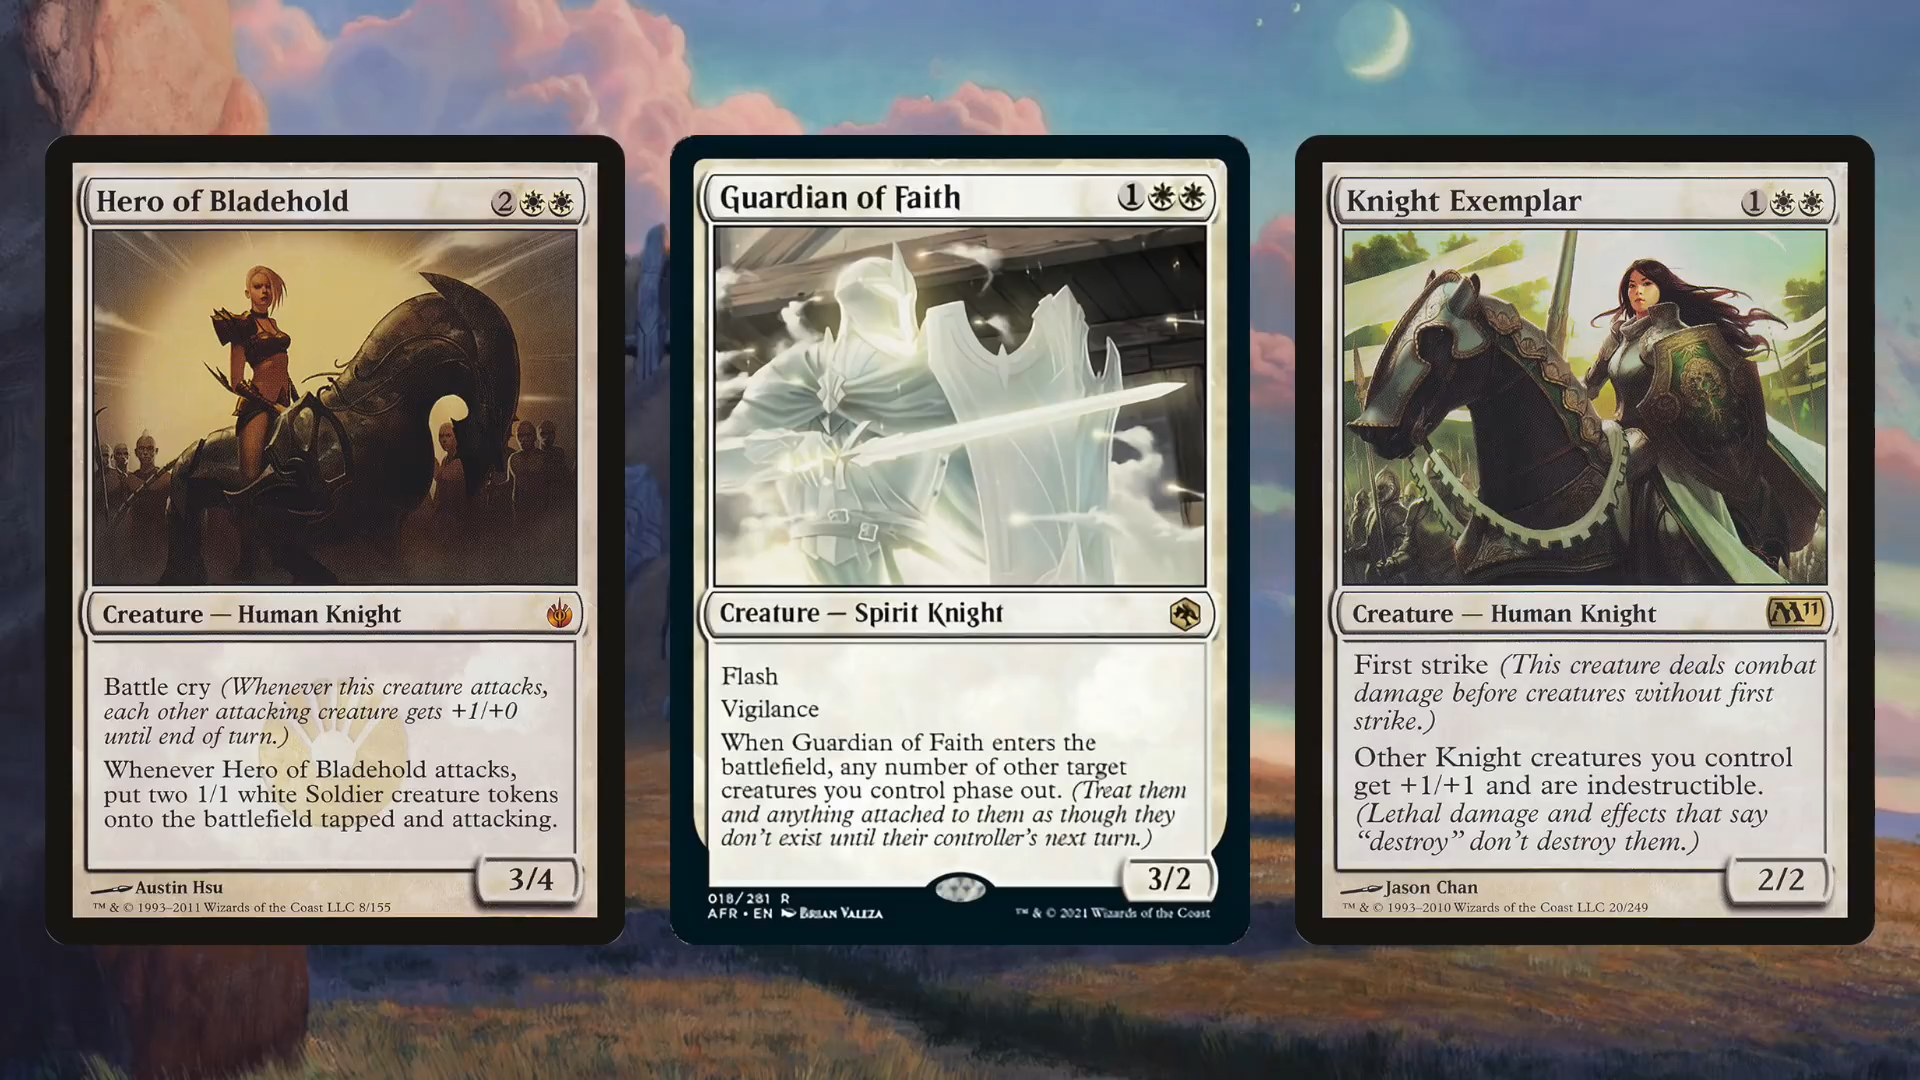 Hero of Bladehold 2
Creature — Human Knight
Battle cry (Whenever this creature attacks,
each other attacking creature gets +1/+0
until end of turn.)
Whenever Hero of Bladehold attacks,
put two 1/1 white Soldier creature tokens
onto the battlefield tapped and attacking.
3/4
Austin Hsu
™ & © 1993–2011 Wizards of the Coast LLC 8/155
Guardian of Faith 1
Creature — Spirit Knight
Flash
Vigilance
When Guardian of Faith enters the
battlefield, any number of other target
creatures you control phase out. (Treat them
and anything attached to them as though they
don't exist until their controller's next turn.)
3/2
018/281 R
AFR • EN Brian Valeza
™ & © 2021 Wizards of the Coast
Knight Exemplar 1
Creature — Human Knight M11
First strike (This creature deals combat
damage before creatures without first
strike.)
Other Knight creatures you control
get +1/+1 and are indestructible.
(Lethal damage and effects that say
“destroy” don't destroy them.)
2/2
Jason Chan
™ & © 1993–2010 Wizards of the Coast LLC 20/249